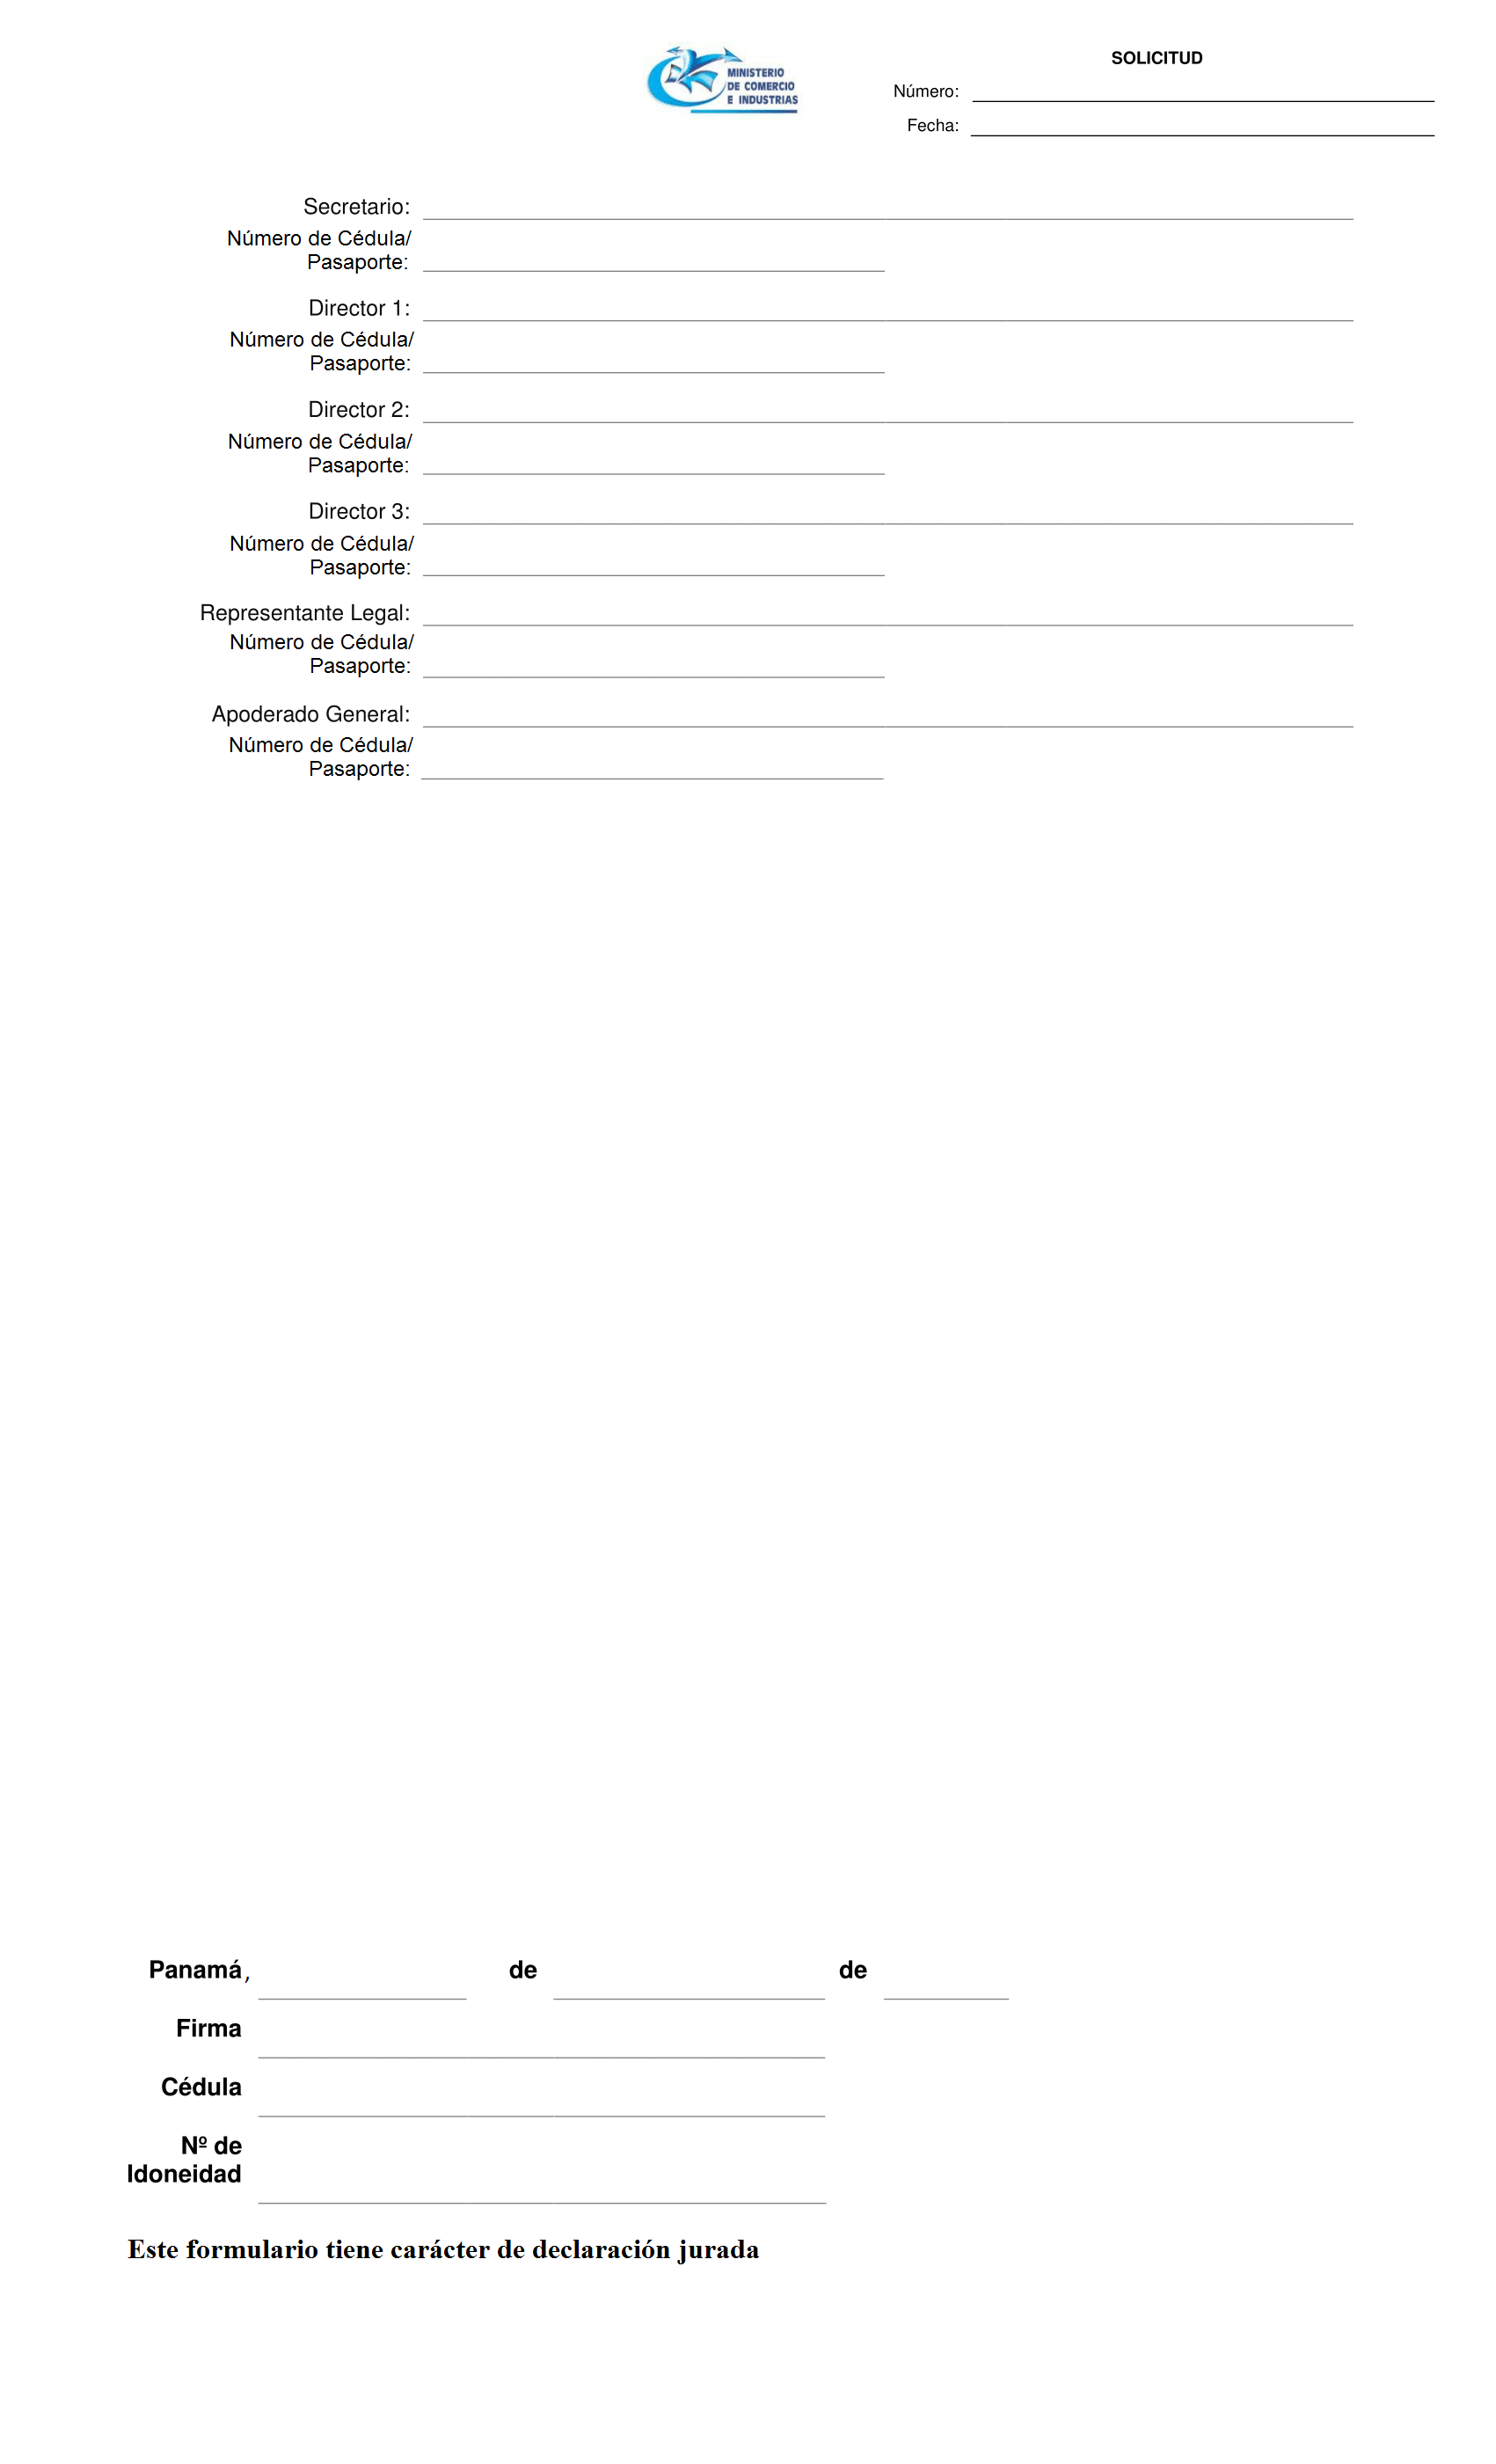 MINISTERIO
DE COMERCIO
E INDUSTRIAS
SOLICITUD
Número:
Fecha:
Secretario:
Número de Cédula/
Pasaporte:
Director 1:
Número de Cédula/
Pasaporte:
Director 2:
Número de Cédula/
Pasaporte:
Director 3:
Número de Cédula/
Pasaporte:
Representante Legal:
Número de Cédula/
Pasaporte:
Apoderado General:
Número de Cédula/
Pasaporte:
Panamá, de de
Firma
Cédula
Nº de
Idoneidad
Este formulario tiene carácter de declaración jurada